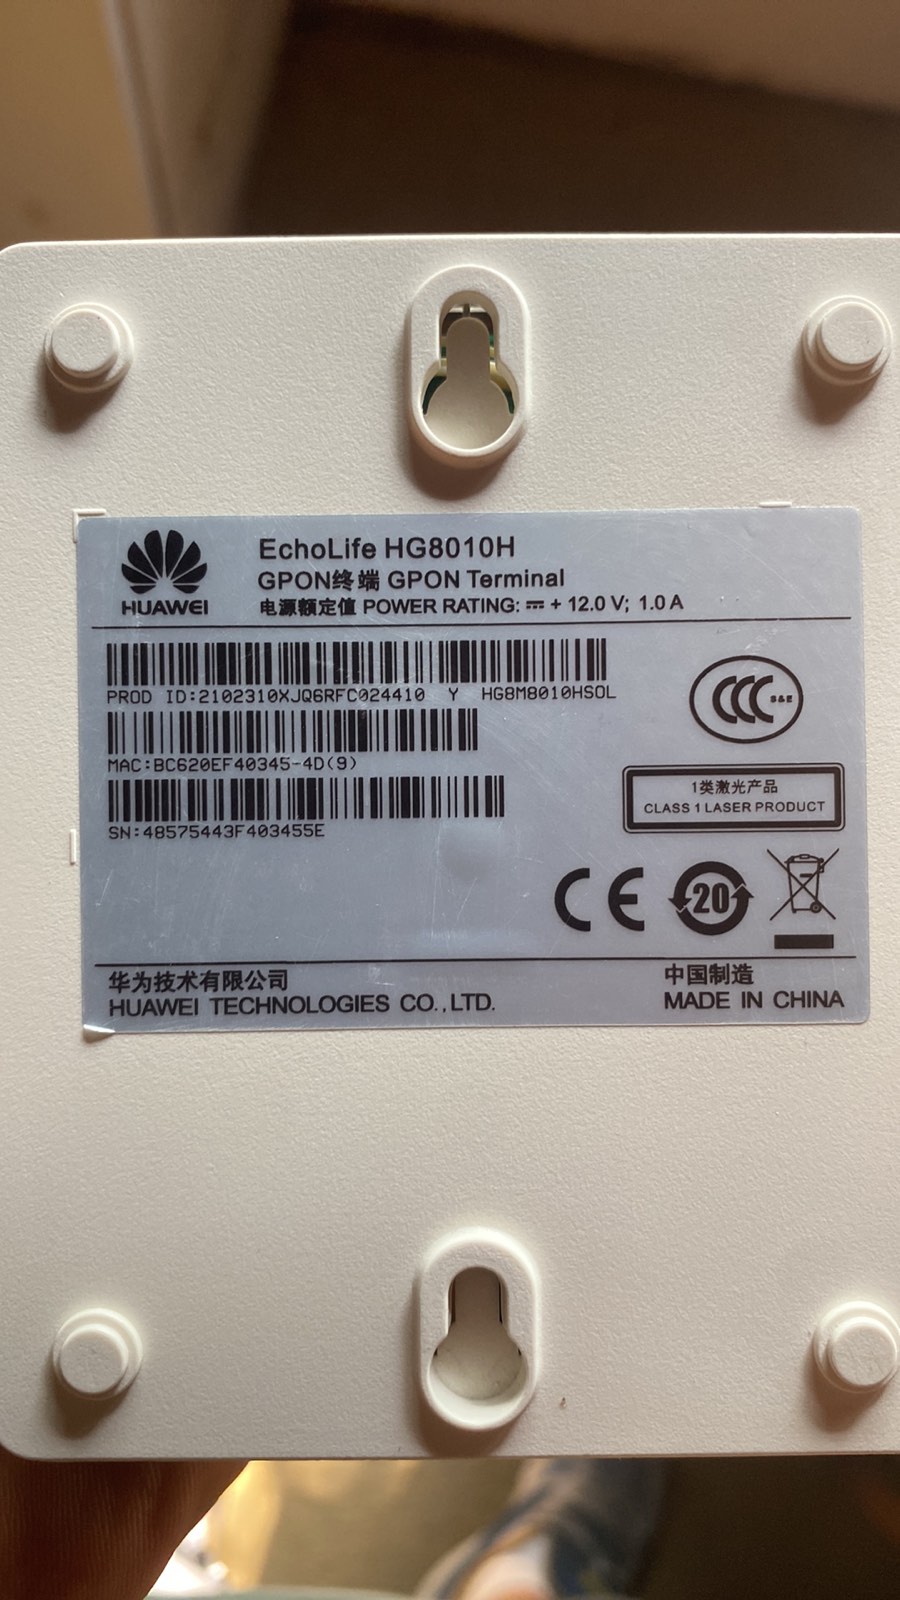 HUAWEI
EchoLife HG8010H
GPON终端 GPON Terminal
电源额定值 POWER RATING: ⎓ + 12.0 V; 1.0 A
PROD ID:2102310XJQ6RFC024410 Y HG8M8010HSOL
MAC:BC620EF40345-4D(9)
SN:48575443F403455E
CCC S&E
1类激光产品
CLASS 1 LASER PRODUCT
CE
20
华为技术有限公司
HUAWEI TECHNOLOGIES CO.,LTD.
中国制造
MADE IN CHINA